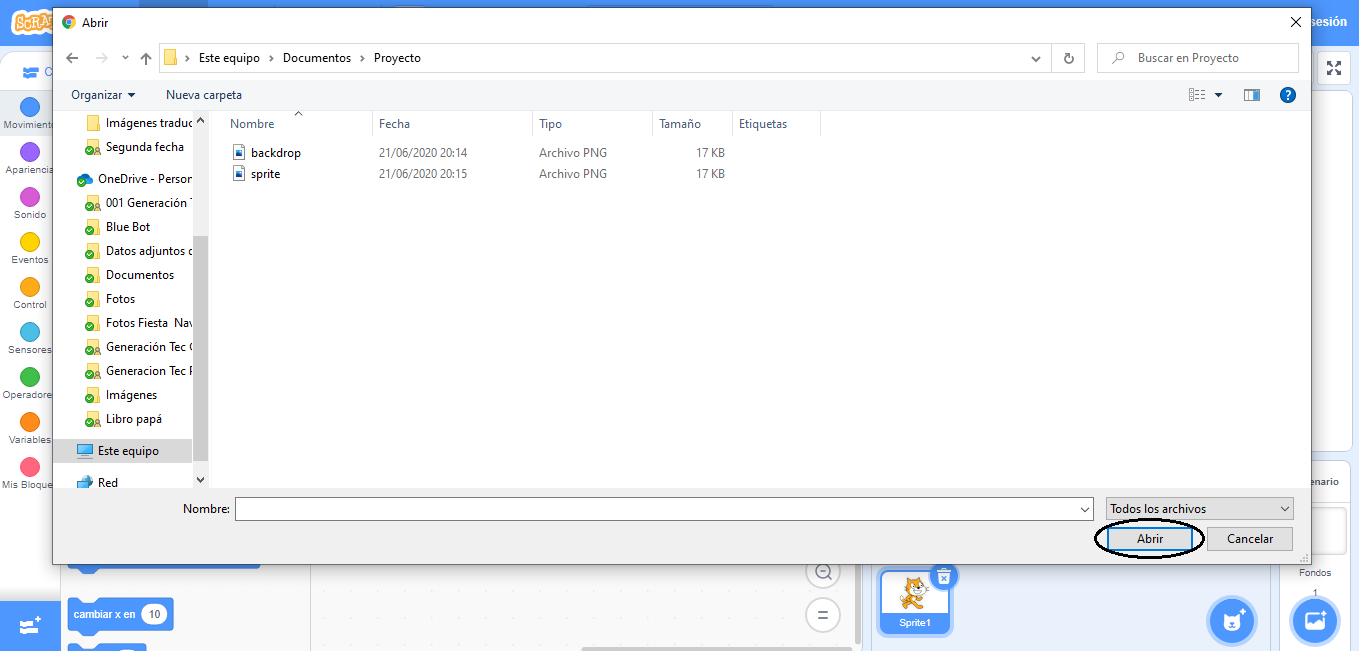 SCRA
Abrir
sesión
Este equipo > Documentos > Proyecto
Buscar en Proyecto
Organizar
Nueva carpeta
C
Movimiento
Apariencia
Sonido
Eventos
Control
Sensores
Operadore
Variables
Mis Bloque
Imágenes traduc
Segunda fecha
OneDrive - Person
001 Generación T
Blue Bot
Datos adjuntos d
Documentos
Fotos
Fotos Fiesta Nav
Generación Tec
Generacion Tec
Imágenes
Libro papá
Este equipo
Red
Nombre Fecha Tipo Tamaño Etiquetas
backdrop 21/06/2020 20:14 Archivo PNG 17 KB
sprite 21/06/2020 20:15 Archivo PNG 17 KB
Nombre:
Todos los archivos
Abrir
Cancelar
enario
Fondos
1
cambiar x en 10
Sprite1